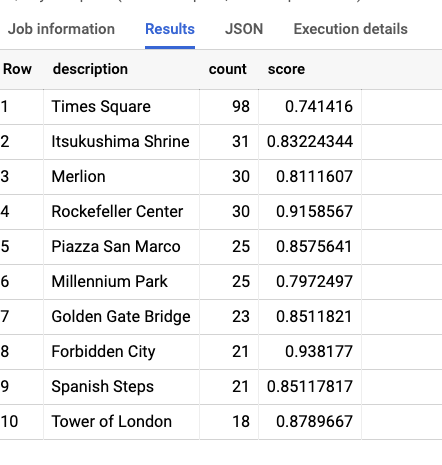 Job information Results JSON Execution details
Row description count score
1 Times Square 98 0.741416
2 Itsukushima Shrine 31 0.83224344
3 Merlion 30 0.8111607
4 Rockefeller Center 30 0.9158567
5 Piazza San Marco 25 0.8575641
6 Millennium Park 25 0.7972497
7 Golden Gate Bridge 23 0.8511821
8 Forbidden City 21 0.938177
9 Spanish Steps 21 0.85117817
10 Tower of London 18 0.8789667